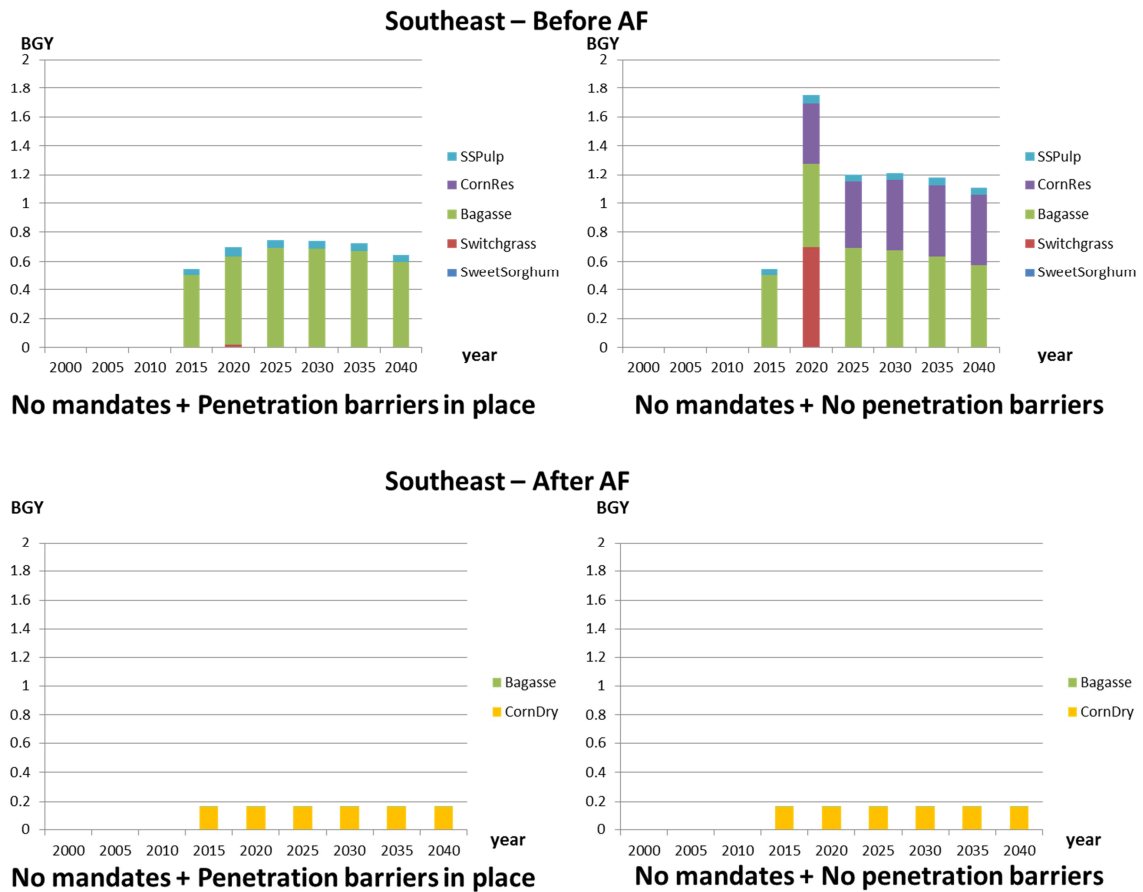 Southeast – Before AF
BGY
2
1.8
1.6
1.4
1.2
1
0.8
0.6
0.4
0.2
0
2000 2005 2010 2015 2020 2025 2030 2035 2040
year
SSPulp
CornRes
Bagasse
Switchgrass
SweetSorghum
No mandates + Penetration barriers in place
BGY
2
1.8
1.6
1.4
1.2
1
0.8
0.6
0.4
0.2
0
2000 2005 2010 2015 2020 2025 2030 2035 2040
year
SSPulp
CornRes
Bagasse
Switchgrass
SweetSorghum
No mandates + No penetration barriers
Southeast – After AF
BGY
2
1.8
1.6
1.4
1.2
1
0.8
0.6
0.4
0.2
0
2000 2005 2010 2015 2020 2025 2030 2035 2040
year
Bagasse
CornDry
No mandates + Penetration barriers in place
BGY
2
1.8
1.6
1.4
1.2
1
0.8
0.6
0.4
0.2
0
2000 2005 2010 2015 2020 2025 2030 2035 2040
year
Bagasse
CornDry
No mandates + No penetration barriers